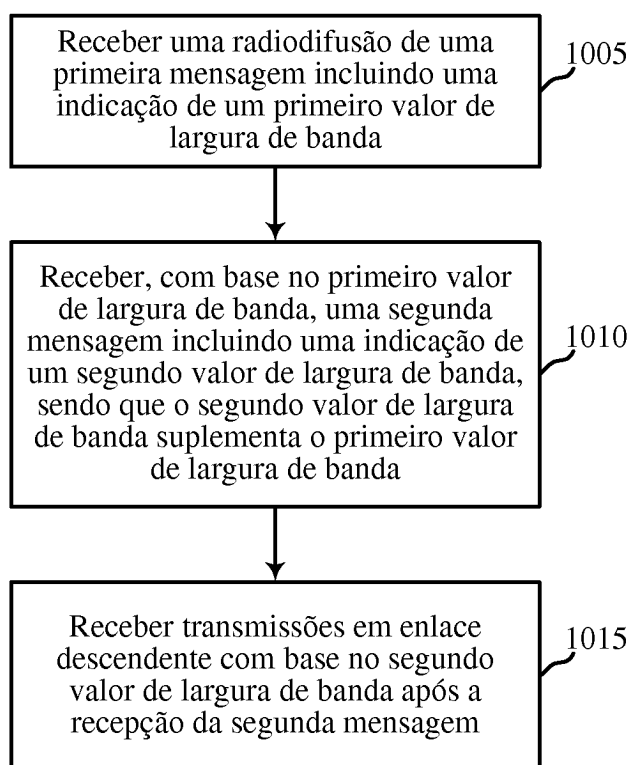 Receber uma radiodifusão de uma
primeira mensagem incluindo uma
indicação de um primeiro valor de
largura de banda
1005
Receber, com base no primeiro valor
de largura de banda, uma segunda
mensagem incluindo uma indicação de
um segundo valor de largura de banda,
sendo que o segundo valor de largura
de banda suplementa o primeiro valor
de largura de banda
1010
Receber transmissões em enlace
descendente com base no segundo
valor de largura de banda após a
recepção da segunda mensagem
1015